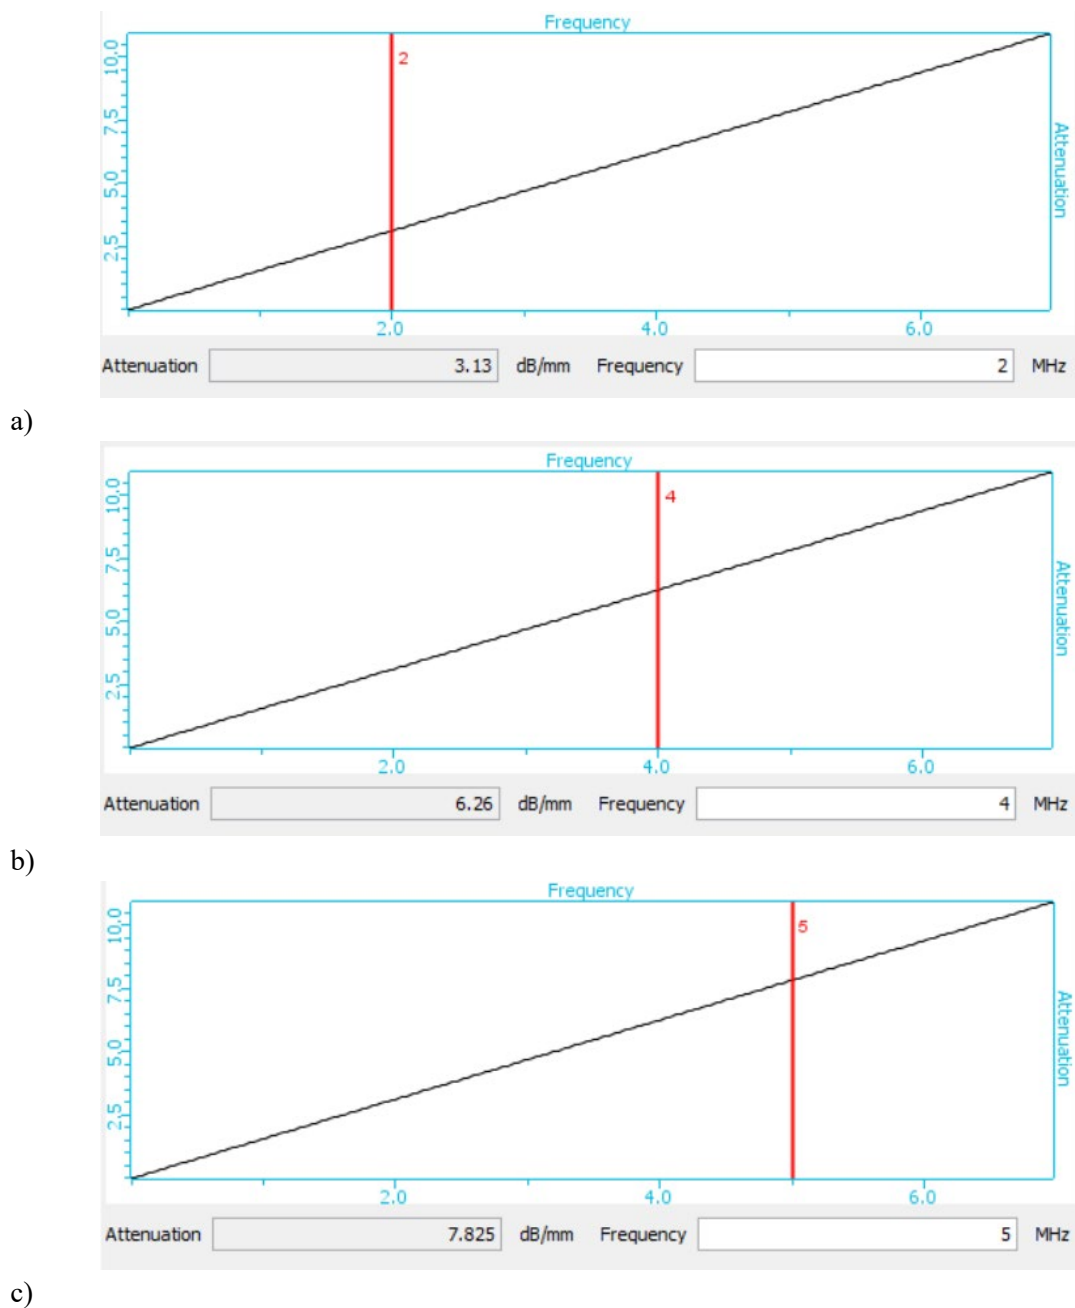 Frequency
10.0
7.5
5.0
2.5
2
Attenuation
2.0 4.0 6.0
Attenuation 3.13 dB/mm Frequency 2 MHz
a)
Frequency
10.0
7.5
5.0
2.5
4
Attenuation
2.0 4.0 6.0
Attenuation 6.26 dB/mm Frequency 4 MHz
b)
Frequency
10.0
7.5
5.0
2.5
5
Attenuation
2.0 4.0 6.0
Attenuation 7.825 dB/mm Frequency 5 MHz
c)